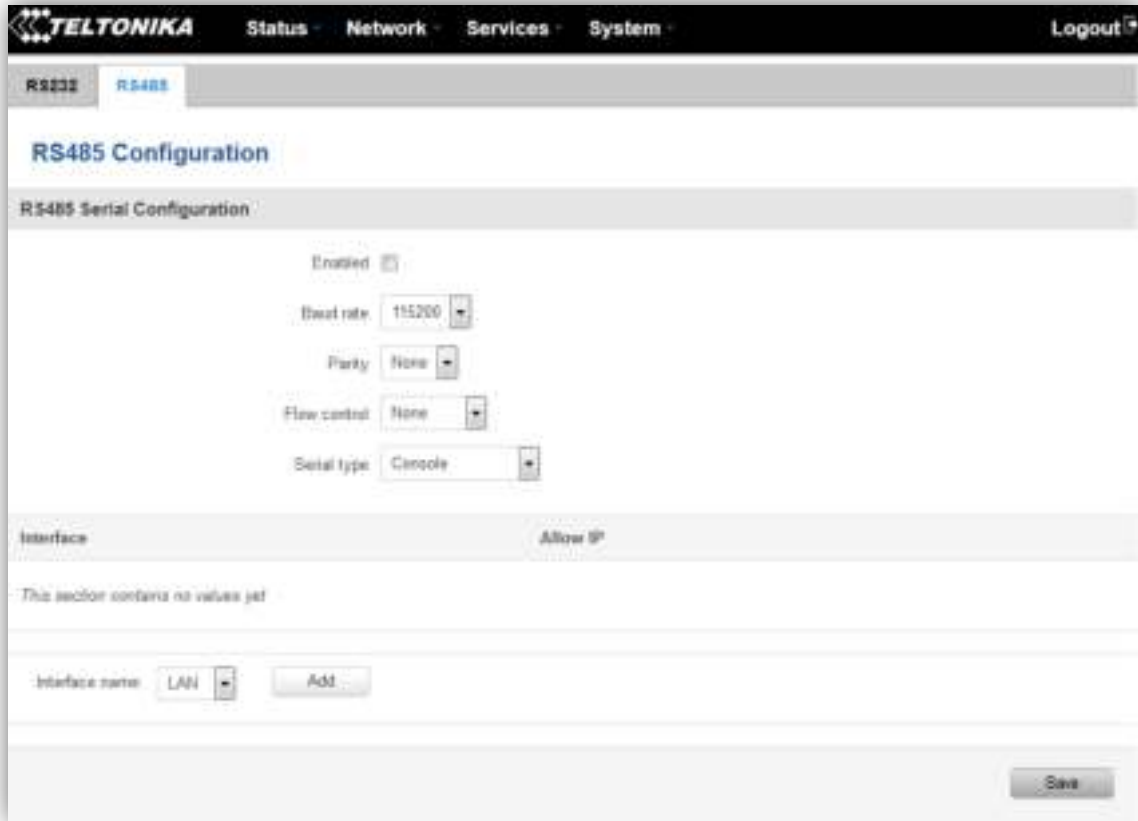 TELTONIKA Status Network Services System Logout
RS232 RS485
RS485 Configuration
RS485 Serial Configuration
Enabled
Baud rate 115200
Parity None
Flow control None
Serial type Console
Interface Allow IP
This section contains no values yet
Interface name LAN Add
Save